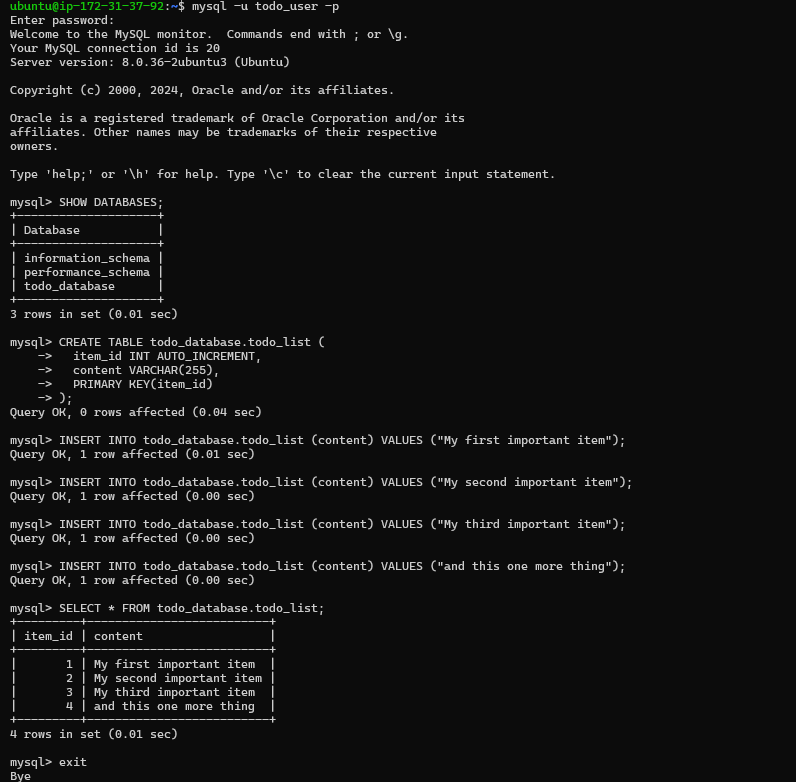 ubuntu@ip-172-31-37-92:~$ mysql -u todo_user -p
Enter password:
Welcome to the MySQL monitor.  Commands end with ; or \g.
Your MySQL connection id is 20
Server version: 8.0.36-2ubuntu3 (Ubuntu)

Copyright (c) 2000, 2024, Oracle and/or its affiliates.

Oracle is a registered trademark of Oracle Corporation and/or its
affiliates. Other names may be trademarks of their respective
owners.

Type 'help;' or '\h' for help. Type '\c' to clear the current input statement.

mysql> SHOW DATABASES;
+--------------------+
| Database           |
+--------------------+
| information_schema |
| performance_schema |
| todo_database      |
+--------------------+
3 rows in set (0.01 sec)

mysql> CREATE TABLE todo_database.todo_list (
    ->   item_id INT AUTO_INCREMENT,
    ->   content VARCHAR(255),
    ->   PRIMARY KEY(item_id)
    -> );
Query OK, 0 rows affected (0.04 sec)

mysql> INSERT INTO todo_database.todo_list (content) VALUES ("My first important item");
Query OK, 1 row affected (0.01 sec)

mysql> INSERT INTO todo_database.todo_list (content) VALUES ("My second important item");
Query OK, 1 row affected (0.00 sec)

mysql> INSERT INTO todo_database.todo_list (content) VALUES ("My third important item");
Query OK, 1 row affected (0.00 sec)

mysql> INSERT INTO todo_database.todo_list (content) VALUES ("and this one more thing");
Query OK, 1 row affected (0.00 sec)

mysql> SELECT * FROM todo_database.todo_list;
+---------+--------------------------+
| item_id | content                  |
+---------+--------------------------+
|       1 | My first important item  |
|       2 | My second important item |
|       3 | My third important item  |
|       4 | and this one more thing  |
+---------+--------------------------+
4 rows in set (0.01 sec)

mysql> exit
Bye